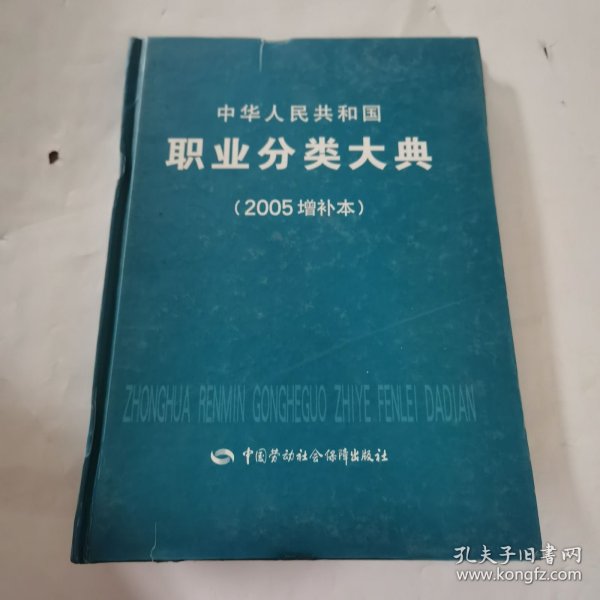 中华人民共和国
职业分类大典
（2005增补本）
ZHONGHUA RENMIN GONGHEGUO ZHIYE FENLEI DADIAN
中国劳动社会保障出版社
孔夫子旧書网
www.kongfz.com